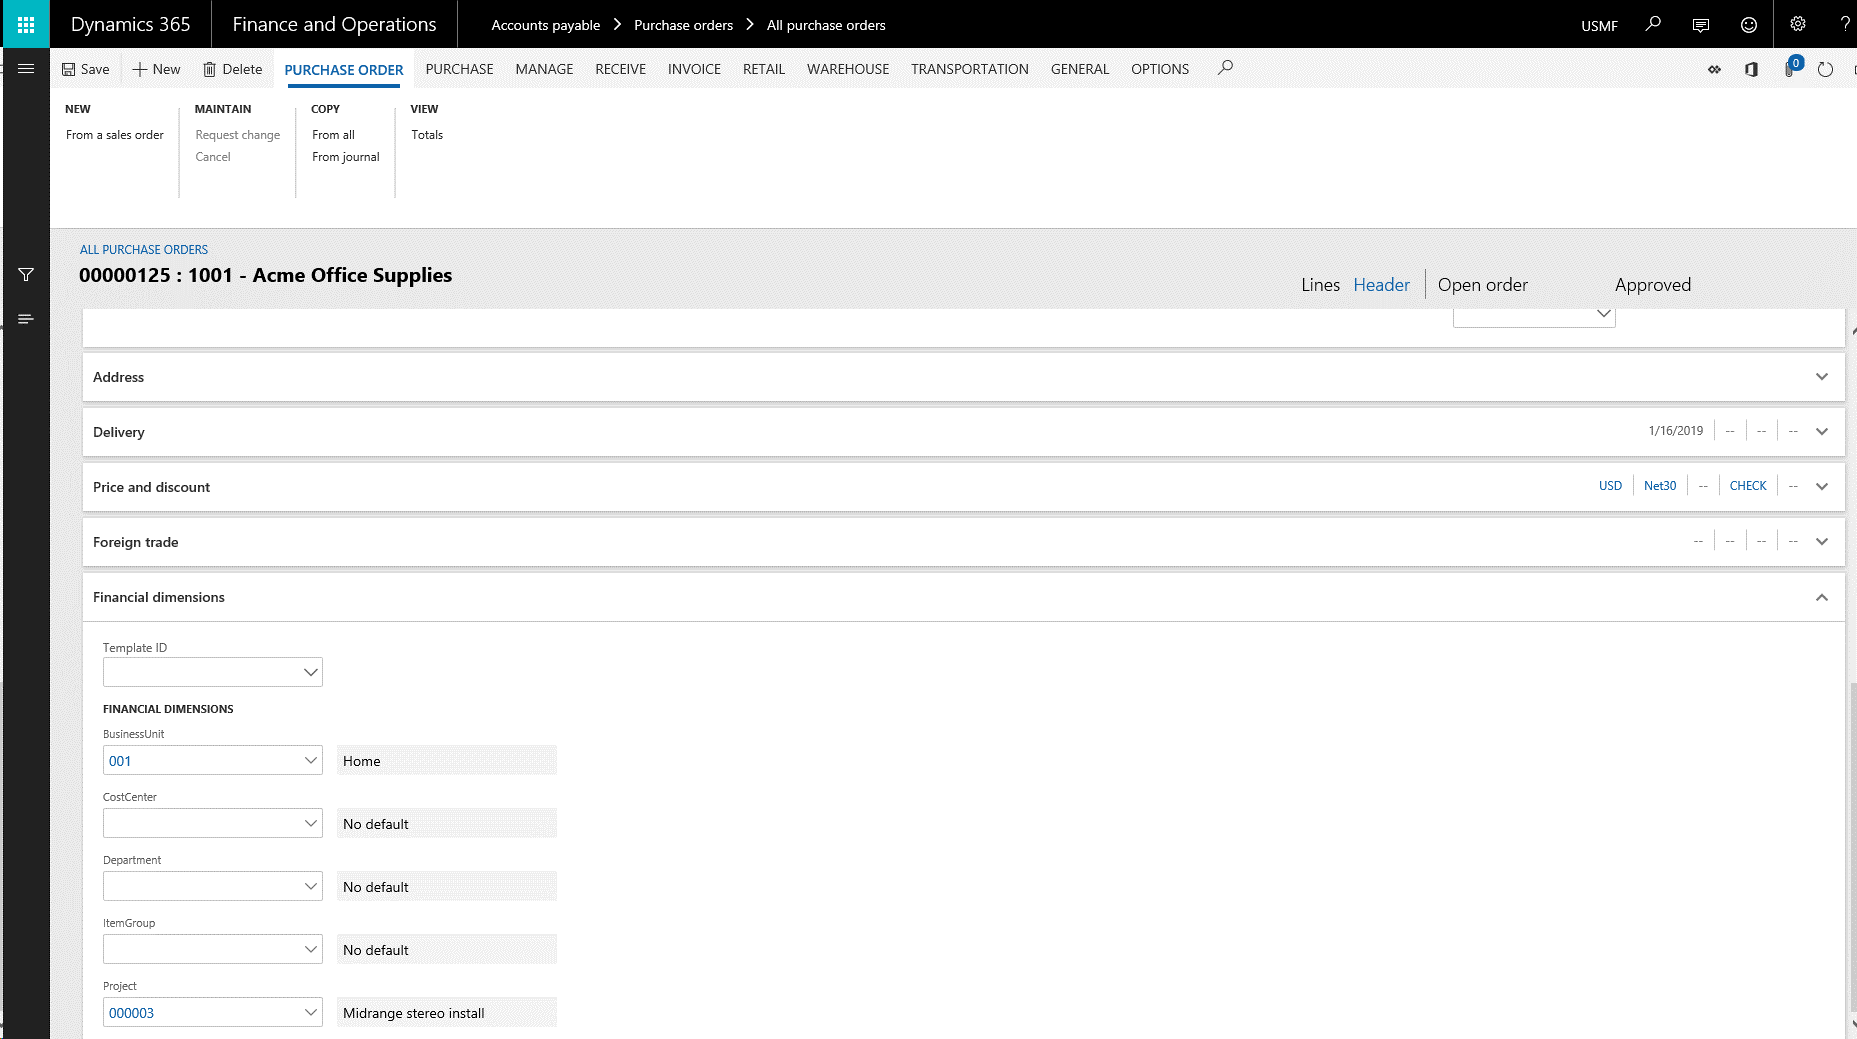 Dynamics 365 Finance and Operations Accounts payable Purchase orders All purchase orders USMF ?
Save New Delete PURCHASE ORDER PURCHASE MANAGE RECEIVE INVOICE RETAIL WAREHOUSE TRANSPORTATION GENERAL OPTIONS 0
NEW MAINTAIN COPY VIEW
From a sales order Request change From all Totals
Cancel From journal
ALL PURCHASE ORDERS
00000125 : 1001 - Acme Office Supplies
Lines Header Open order Approved
Address
Delivery 1/16/2019 -- -- --
Price and discount USD Net30 -- CHECK --
Foreign trade -- -- -- --
Financial dimensions
Template ID
FINANCIAL DIMENSIONS
BusinessUnit
001 Home
CostCenter
No default
Department
No default
ItemGroup
No default
Project
000003 Midrange stereo install